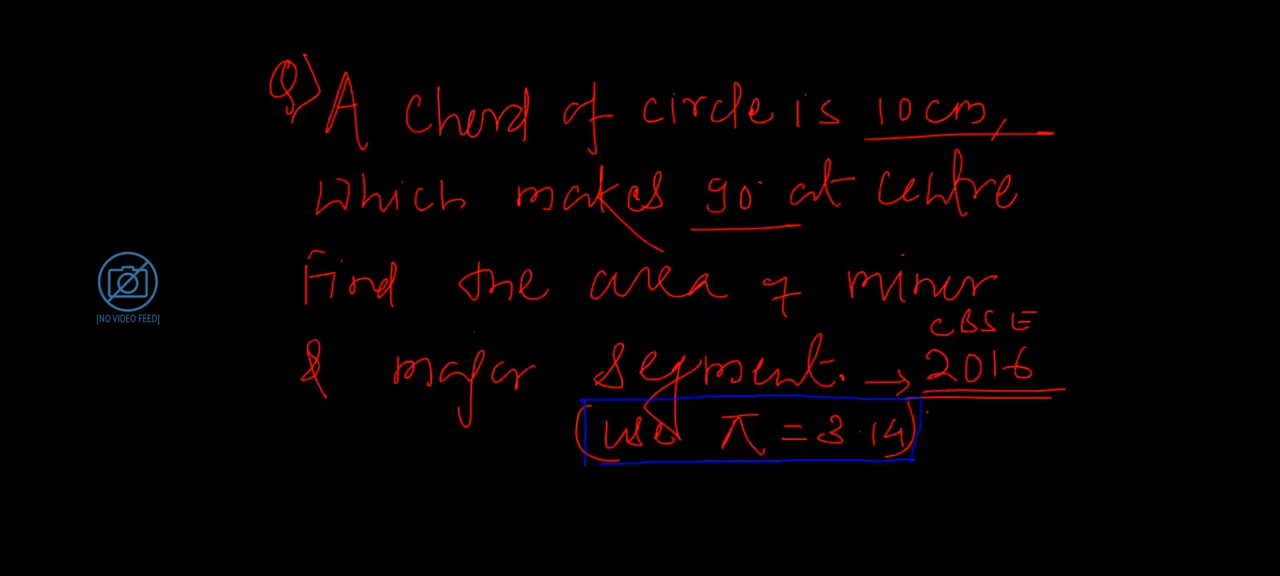 Q) A chord of circle is 10cm,
which makes 90° at centre
Find the area of minor
& major segment. → CBSE 2016
(use π = 3.14)
[NO VIDEO FEED]